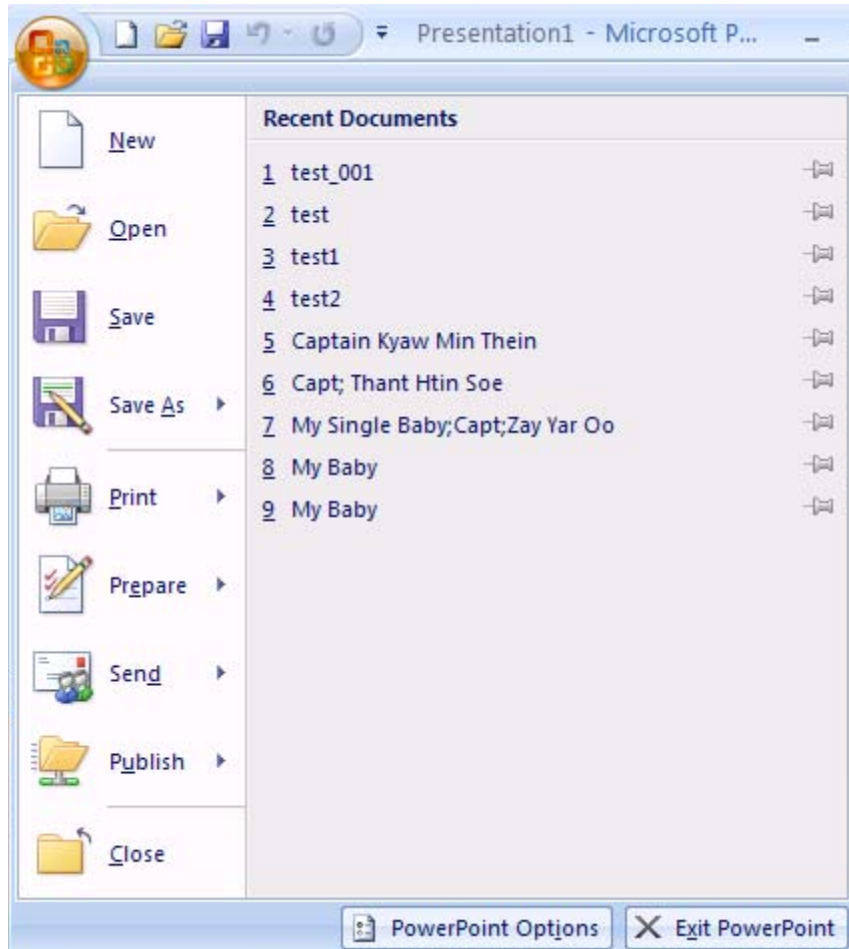 Presentation1 - Microsoft P...
New
Open
Save
Save As
Print
Prepare
Send
Publish
Close
Recent Documents
1 test_001
2 test
3 test1
4 test2
5 Captain Kyaw Min Thein
6 Capt; Thant Htin Soe
7 My Single Baby;Capt;Zay Yar Oo
8 My Baby
9 My Baby
PowerPoint Options
Exit PowerPoint